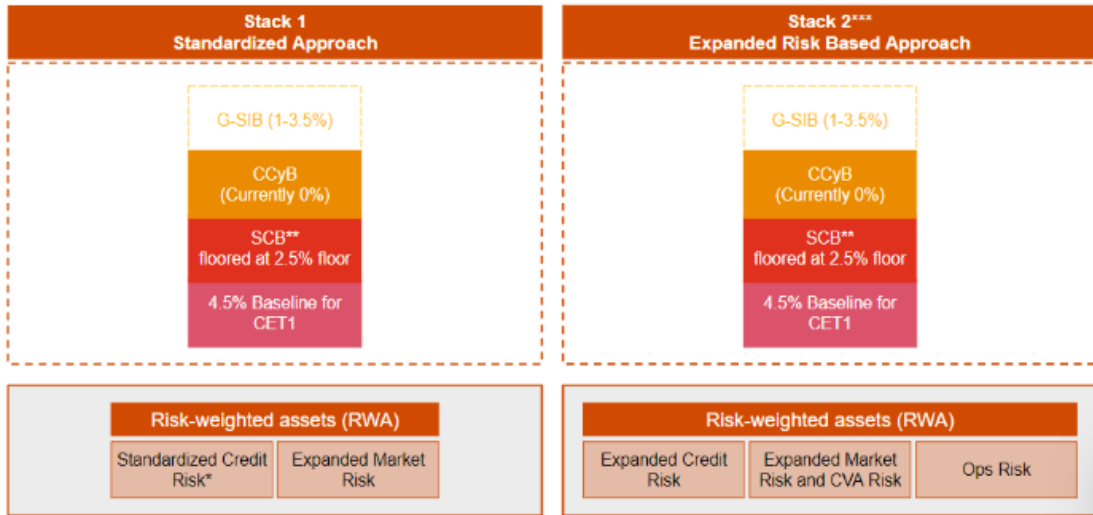 Stack 1
Standardized Approach
G-SIB (1-3.5%)
CCyB
(Currently 0%)
SCB**
floored at 2.5% floor
4.5% Baseline for
CET1
Risk-weighted assets (RWA)
Standardized Credit
Risk*
Expanded Market
Risk
Stack 2***
Expanded Risk Based Approach
G-SIB (1-3.5%)
CCyB
(Currently 0%)
SCB**
floored at 2.5% floor
4.5% Baseline for
CET1
Risk-weighted assets (RWA)
Expanded Credit
Risk
Expanded Market
Risk and CVA Risk
Ops Risk